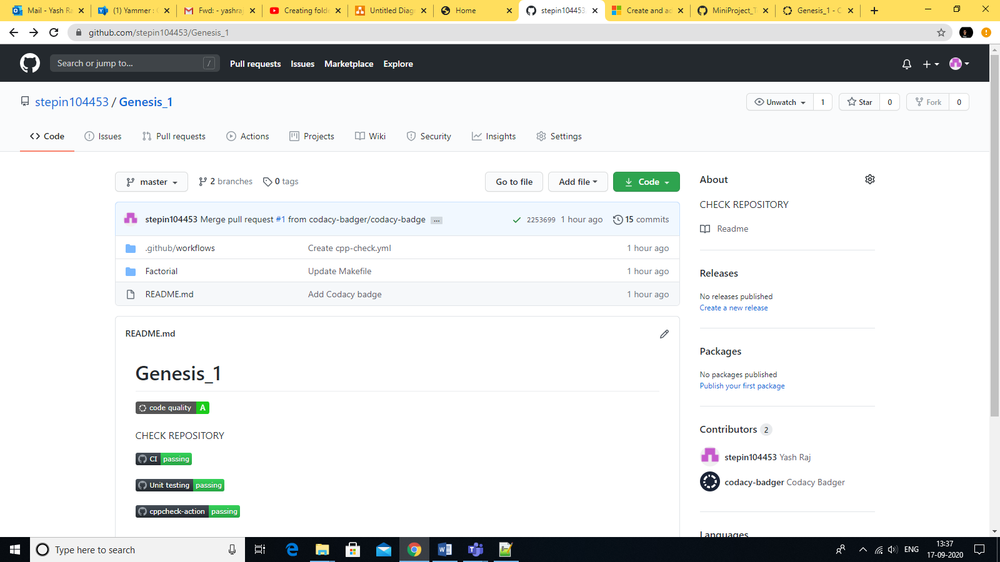 Mail - Yash Ra
(1) Yammer :
Fwd: - yashraj
Creating folde
Untitled Diag
Home
stepin104453
Create and ad
MiniProject_T
Genesis_1 - C
github.com/stepin104453/Genesis_1
Search or jump to...
/
Pull requests
Issues
Marketplace
Explore
stepin104453 / Genesis_1
Unwatch 1
Star 0
Fork 0
Code
Issues
Pull requests
Actions
Projects
Wiki
Security
Insights
Settings
master
2 branches
0 tags
Go to file
Add file
Code
stepin104453 Merge pull request #1 from codacy-badger/codacy-badge ...
2253699 1 hour ago
15 commits
.github/workflows Create cpp-check.yml 1 hour ago
Factorial Update Makefile 1 hour ago
README.md Add Codacy badge 1 hour ago
README.md
Genesis_1
code quality A
CHECK REPOSITORY
CI passing
Unit testing passing
cppcheck-action passing
About
CHECK REPOSITORY
Readme
Releases
No releases published
Create a new release
Packages
No packages published
Publish your first package
Contributors 2
stepin104453 Yash Raj
codacy-badger Codacy Badger
Languages
Type here to search
ENG
13:37
17-09-2020